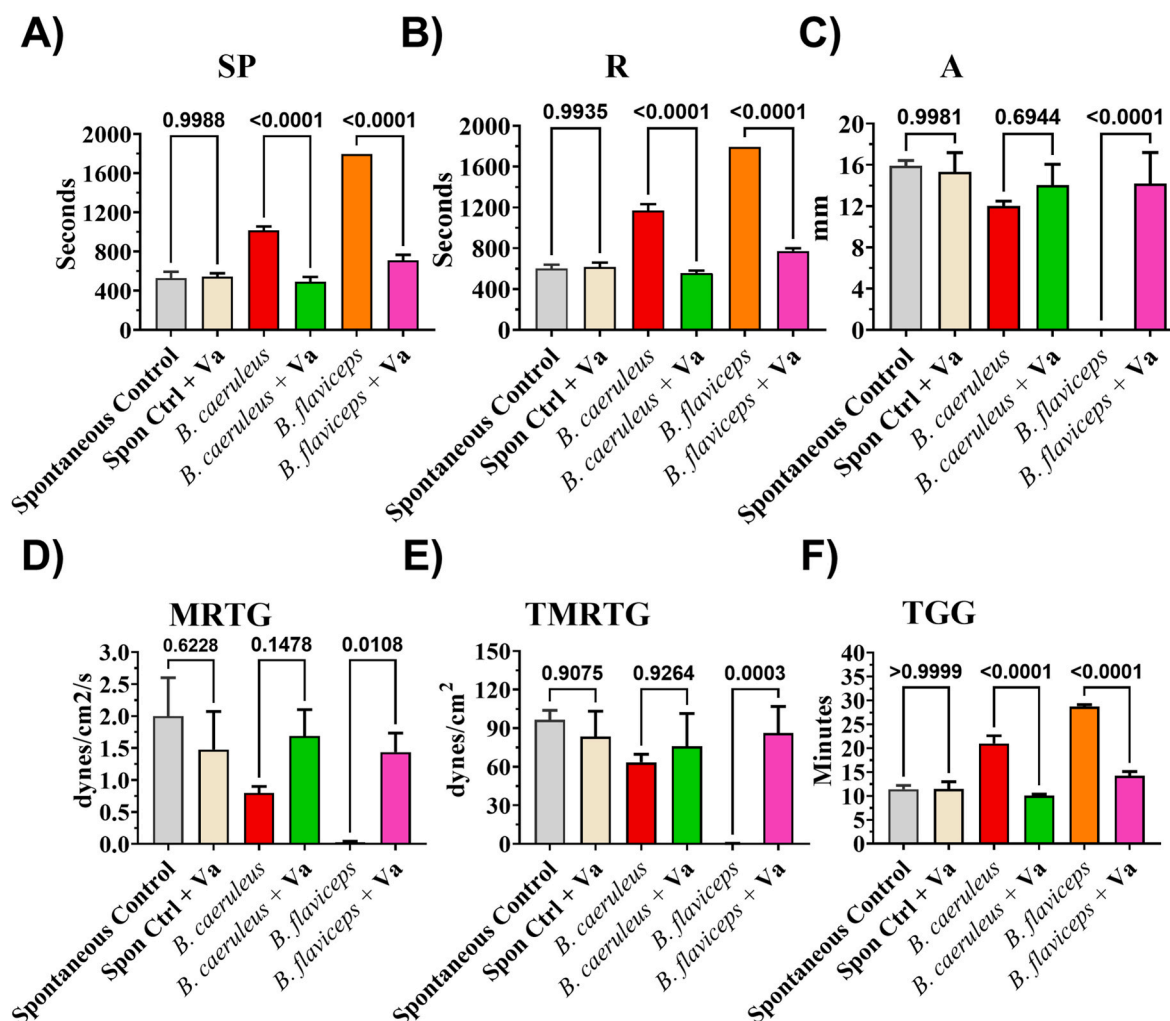 A)
SP
0.9988 <0.0001 <0.0001
Seconds
2000
1600
1200
800
400
0
Spontaneous Control
Spon Ctrl + Va
B. caeruleus
B. caeruleus + Va
B. flaviceps
B. flaviceps + Va
B)
R
0.9935 <0.0001 <0.0001
Seconds
2000
1600
1200
800
400
0
Spontaneous Control
Spon Ctrl + Va
B. caeruleus
B. caeruleus + Va
B. flaviceps
B. flaviceps + Va
C)
A
0.9981 0.6944 <0.0001
mm
20
16
12
8
4
0
Spontaneous Control
Spon Ctrl + Va
B. caeruleus
B. caeruleus + Va
B. flaviceps
B. flaviceps + Va
D)
MRTG
0.6228 0.1478 0.0108
dynes/cm2/s
3.0
2.5
2.0
1.5
1.0
0.5
0.0
Spontaneous Control
Spon Ctrl + Va
B. caeruleus
B. caeruleus + Va
B. flaviceps
B. flaviceps + Va
E)
TMRTG
0.9075 0.9264 0.0003
dynes/cm²
150
120
90
60
30
0
Spontaneous Control
Spon Ctrl + Va
B. caeruleus
B. caeruleus + Va
B. flaviceps
B. flaviceps + Va
F)
TGG
>0.9999 <0.0001 <0.0001
Minutes
40
35
30
25
20
15
10
5
0
Spontaneous Control
Spon Ctrl + Va
B. caeruleus
B. caeruleus + Va
B. flaviceps
B. flaviceps + Va